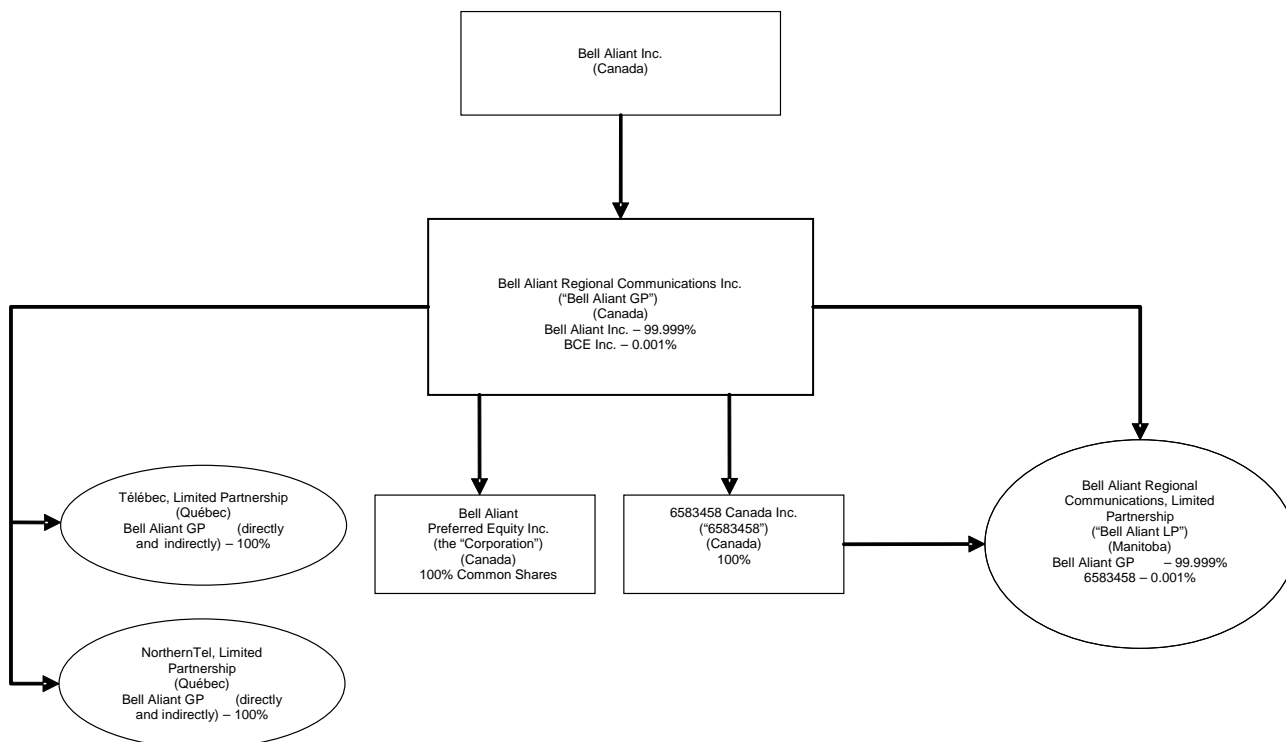 Bell Aliant Inc.
(Canada)
Bell Aliant Regional Communications Inc.
(“Bell Aliant GP”)
(Canada)
Bell Aliant Inc. – 99.999%
BCE Inc. – 0.001%
Télébec, Limited Partnership
(Québec)
Bell Aliant GP (directly
and indirectly) – 100%
Bell Aliant
Preferred Equity Inc.
(the “Corporation”)
(Canada)
100% Common Shares
6583458 Canada Inc.
(“6583458”)
(Canada)
100%
Bell Aliant Regional
Communications, Limited
Partnership
(“Bell Aliant LP”)
(Manitoba)
Bell Aliant GP – 99.999%
6583458 – 0.001%
NorthernTel, Limited
Partnership
(Québec)
Bell Aliant GP (directly
and indirectly) – 100%